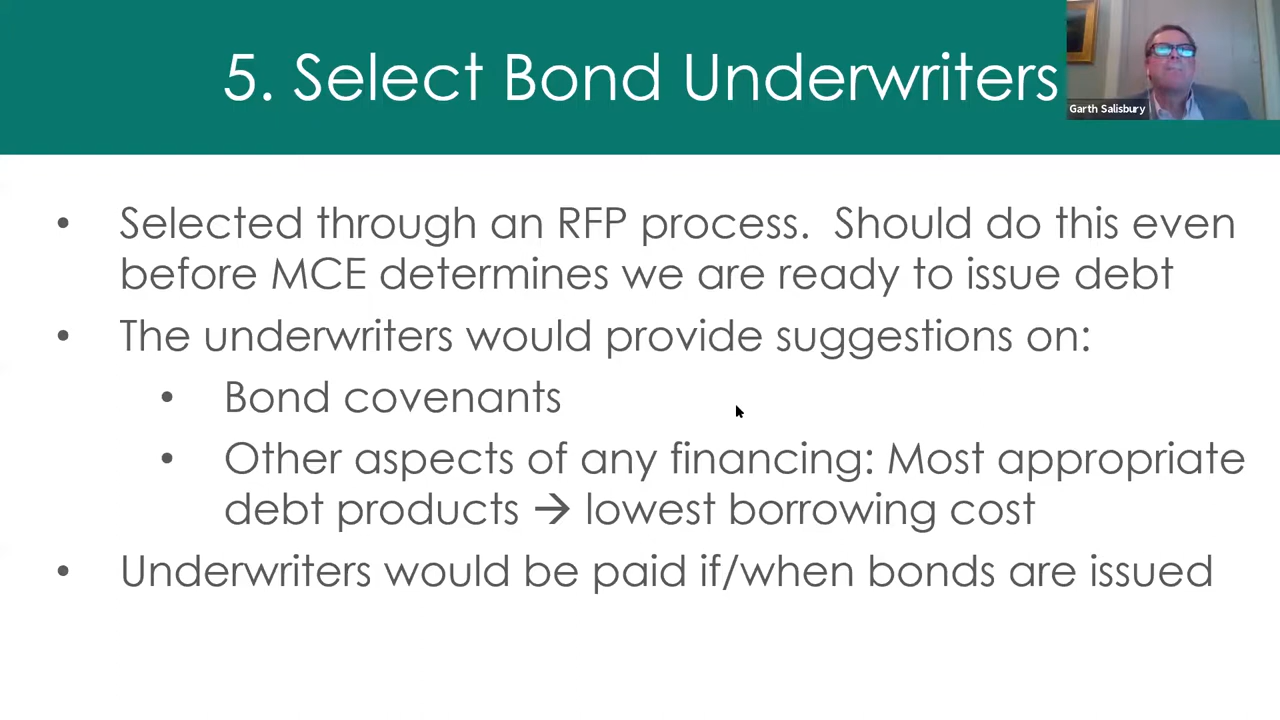 5. Select Bond Underwriters
Garth Salisbury
• Selected through an RFP process.  Should do this even
before MCE determines we are ready to issue debt
• The underwriters would provide suggestions on:
• Bond covenants
• Other aspects of any financing: Most appropriate
debt products → lowest borrowing cost
• Underwriters would be paid if/when bonds are issued